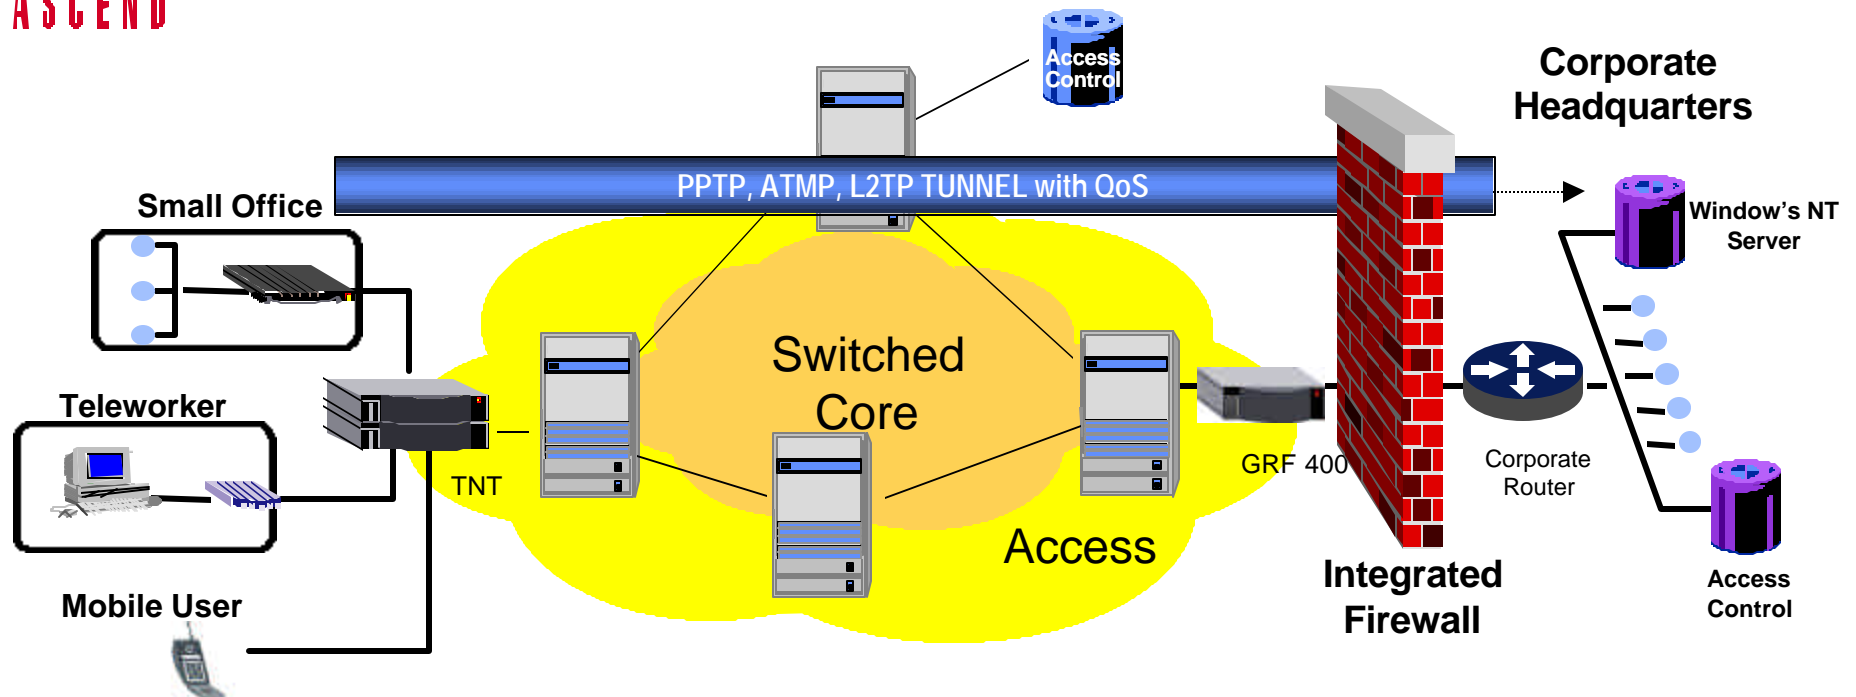 ASCEND
Access
Control
Corporate
Headquarters
PPTP, ATMP, L2TP TUNNEL with QoS
Small Office
Window's NT
Server
Switched
Core
Teleworker
TNT
GRF 400
Corporate
Router
Access
Integrated
Firewall
Access
Control
Mobile User